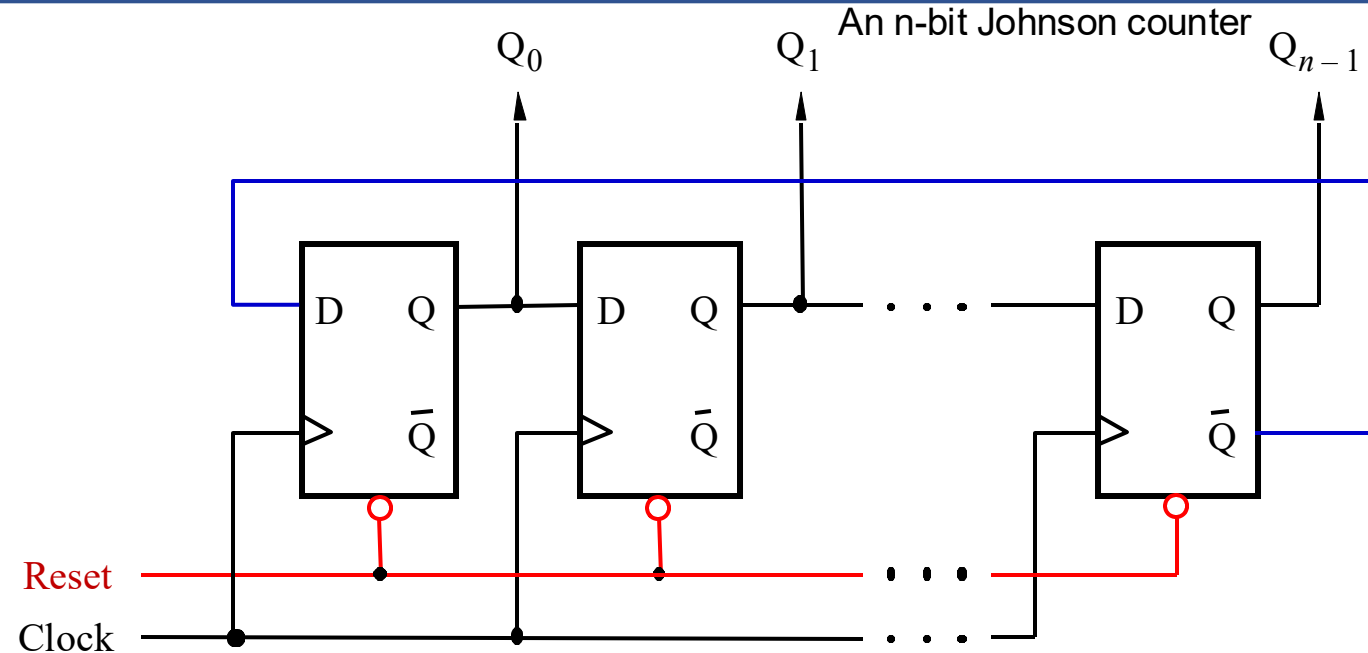 An n-bit Johnson counter
Q0 Q1 Qn – 1
D Q D Q . . . D Q
Q̄ Q̄ Q̄
Reset . . .
Clock . . .